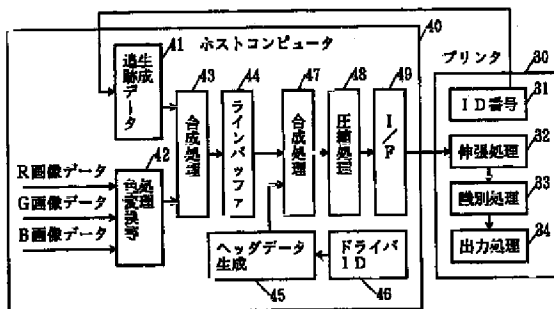 ホストコンピュータ
40
プリンタ
30
41
追跡データ
生成
43
合成処理
44
ラインバッファ
47
合成処理
48
圧縮処理
49
I/F
ID番号
31
伸張処理
32
識別処理
33
出力処理
34
R画像データ
G画像データ
B画像データ
42
色変換等
処理
ヘッダデータ
生成
45
ドライバ
ID
46